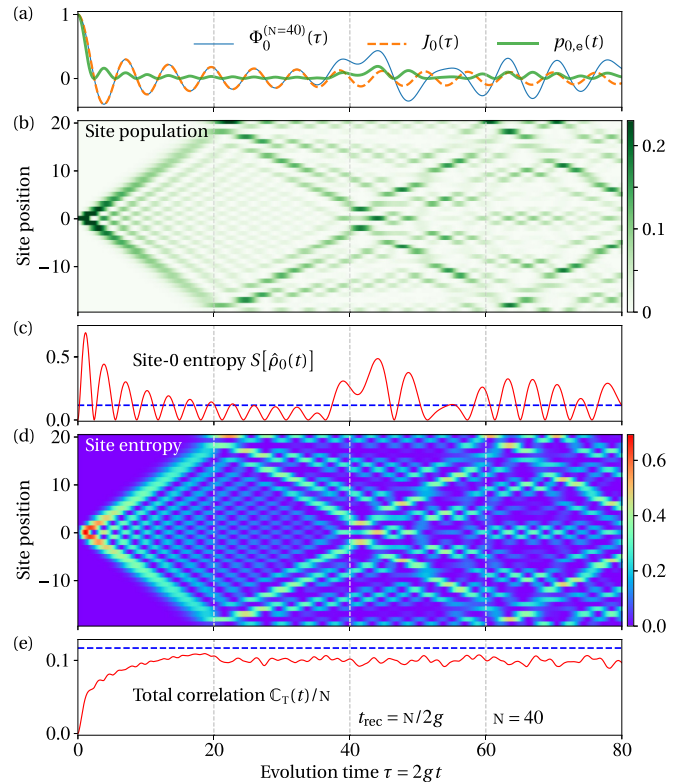 (a)
1
0
Φ₀⁽ᴺ⁼⁴⁰⁾(τ)
J₀(τ)
p₀,ₑ(t)
(b)
Site population
20
10
0
−10
Site position
0.2
0.1
0
(c)
0.5
0.0
Site-0 entropy S[ρ̂₀(t)]
(d)
Site entropy
20
10
0
−10
Site position
0.6
0.4
0.2
0.0
(e)
0.1
0.0
Total correlation ℂ_T(t)/N
t_rec = N/2g
N = 40
0 20 40 60 80
Evolution time τ = 2gt